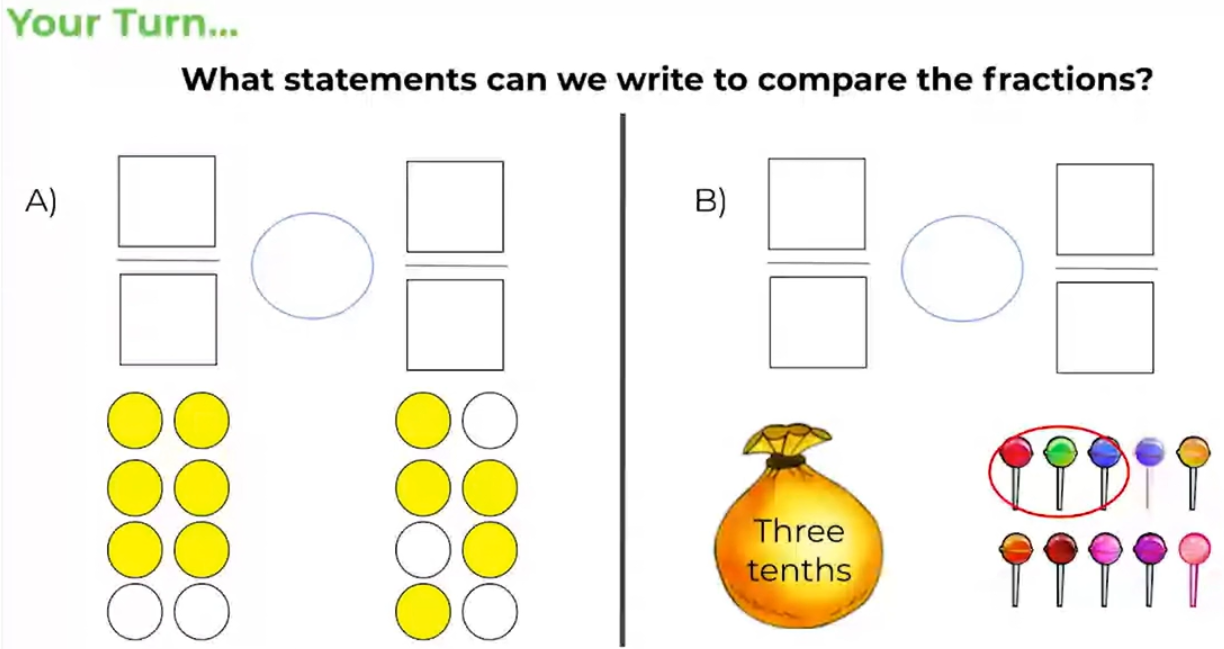 Your Turn...
What statements can we write to compare the fractions?
A)
B)
Three
tenths